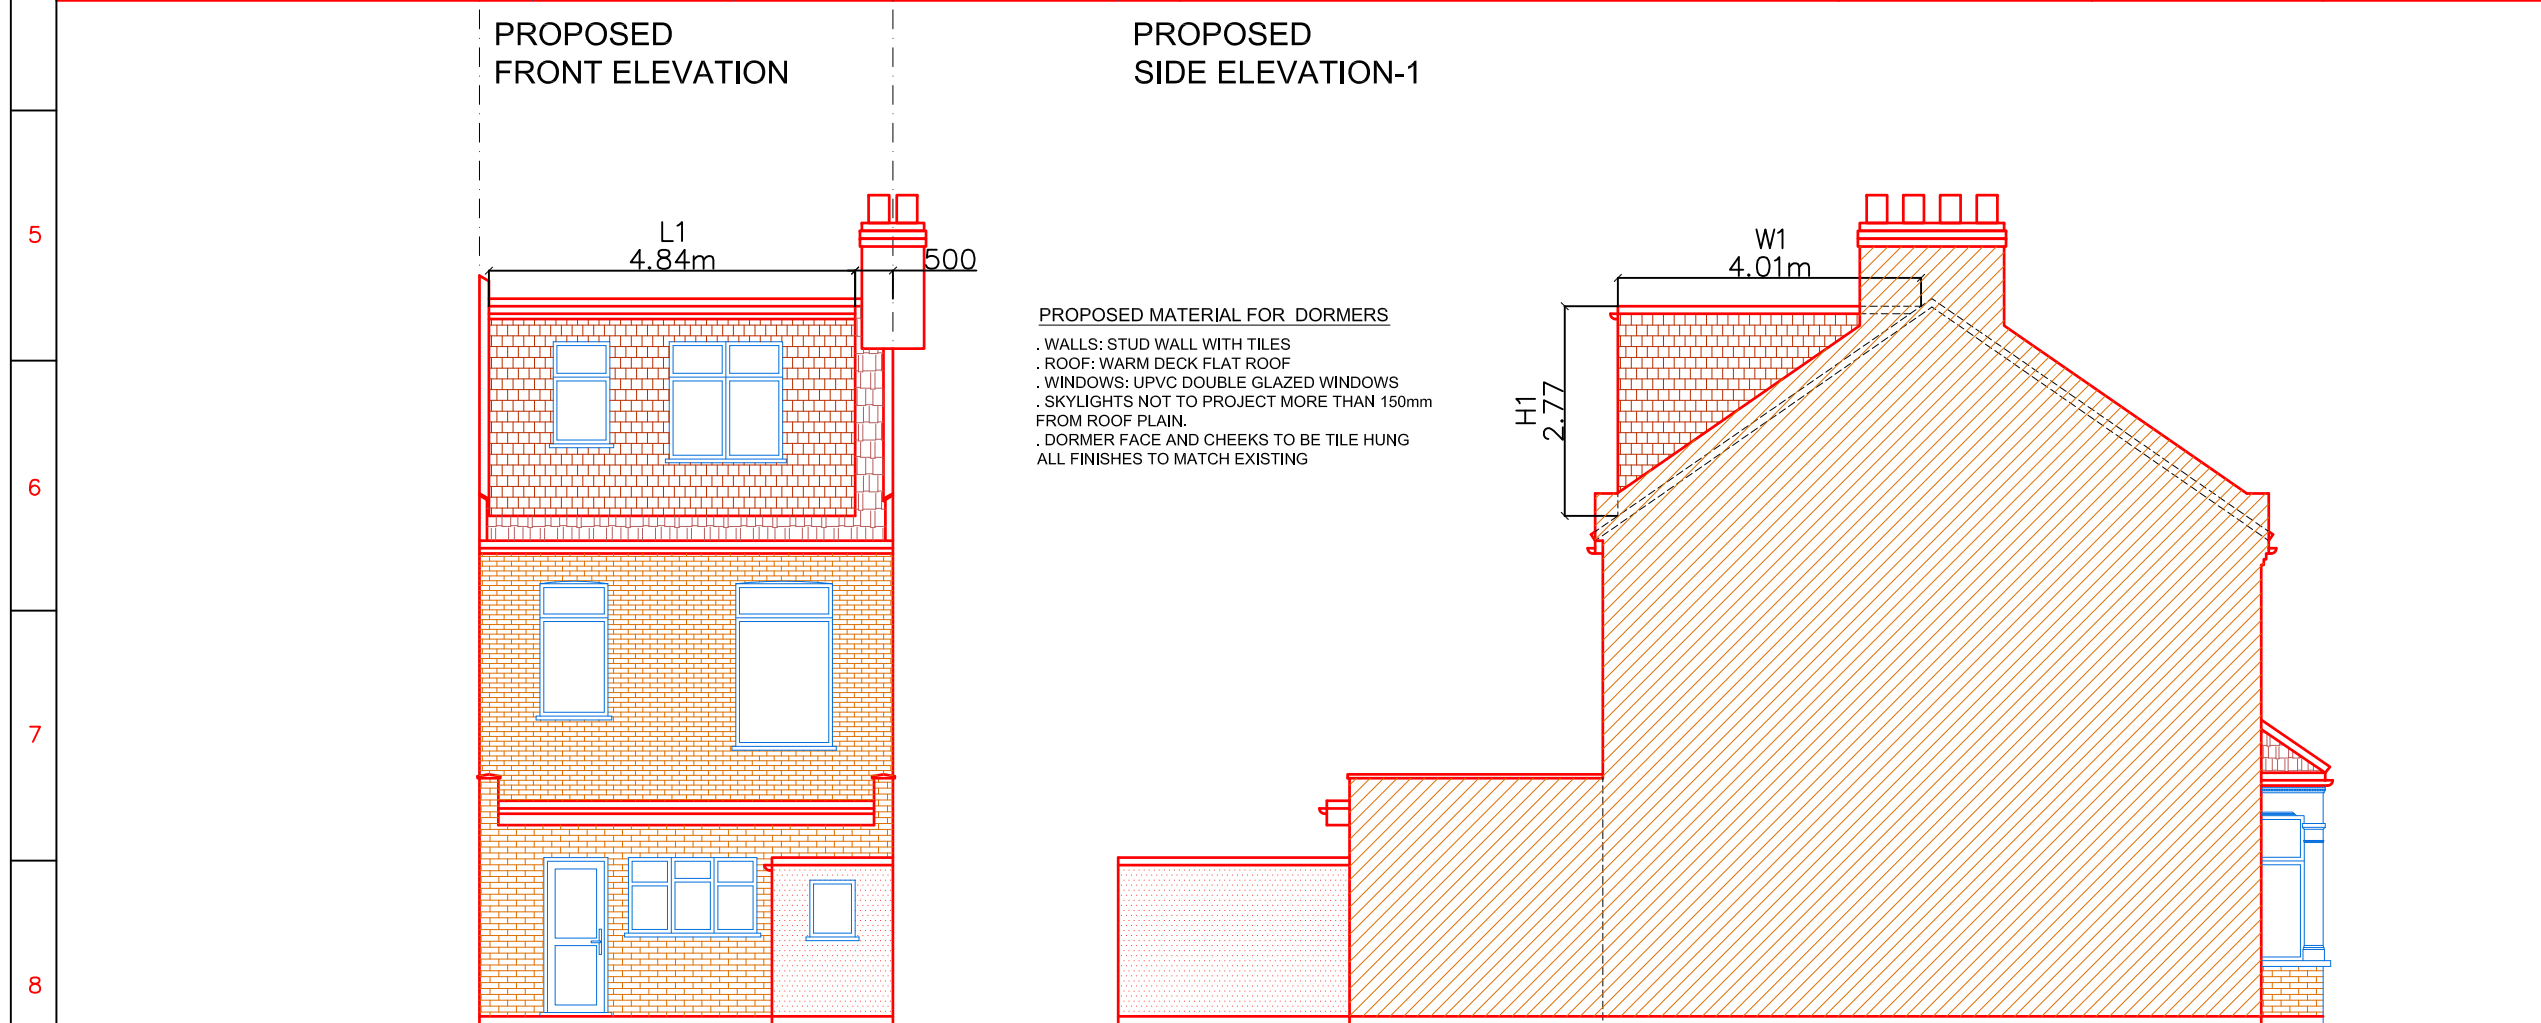 PROPOSED
FRONT ELEVATION
PROPOSED
SIDE ELEVATION-1
5
6
7
8
L1
4.84m
500
PROPOSED MATERIAL FOR DORMERS
. WALLS: STUD WALL WITH TILES
. ROOF: WARM DECK FLAT ROOF
. WINDOWS: UPVC DOUBLE GLAZED WINDOWS
. SKYLIGHTS NOT TO PROJECT MORE THAN 150mm
FROM ROOF PLAIN.
. DORMER FACE AND CHEEKS TO BE TILE HUNG
ALL FINISHES TO MATCH EXISTING
W1
4.01m
H1
2.77